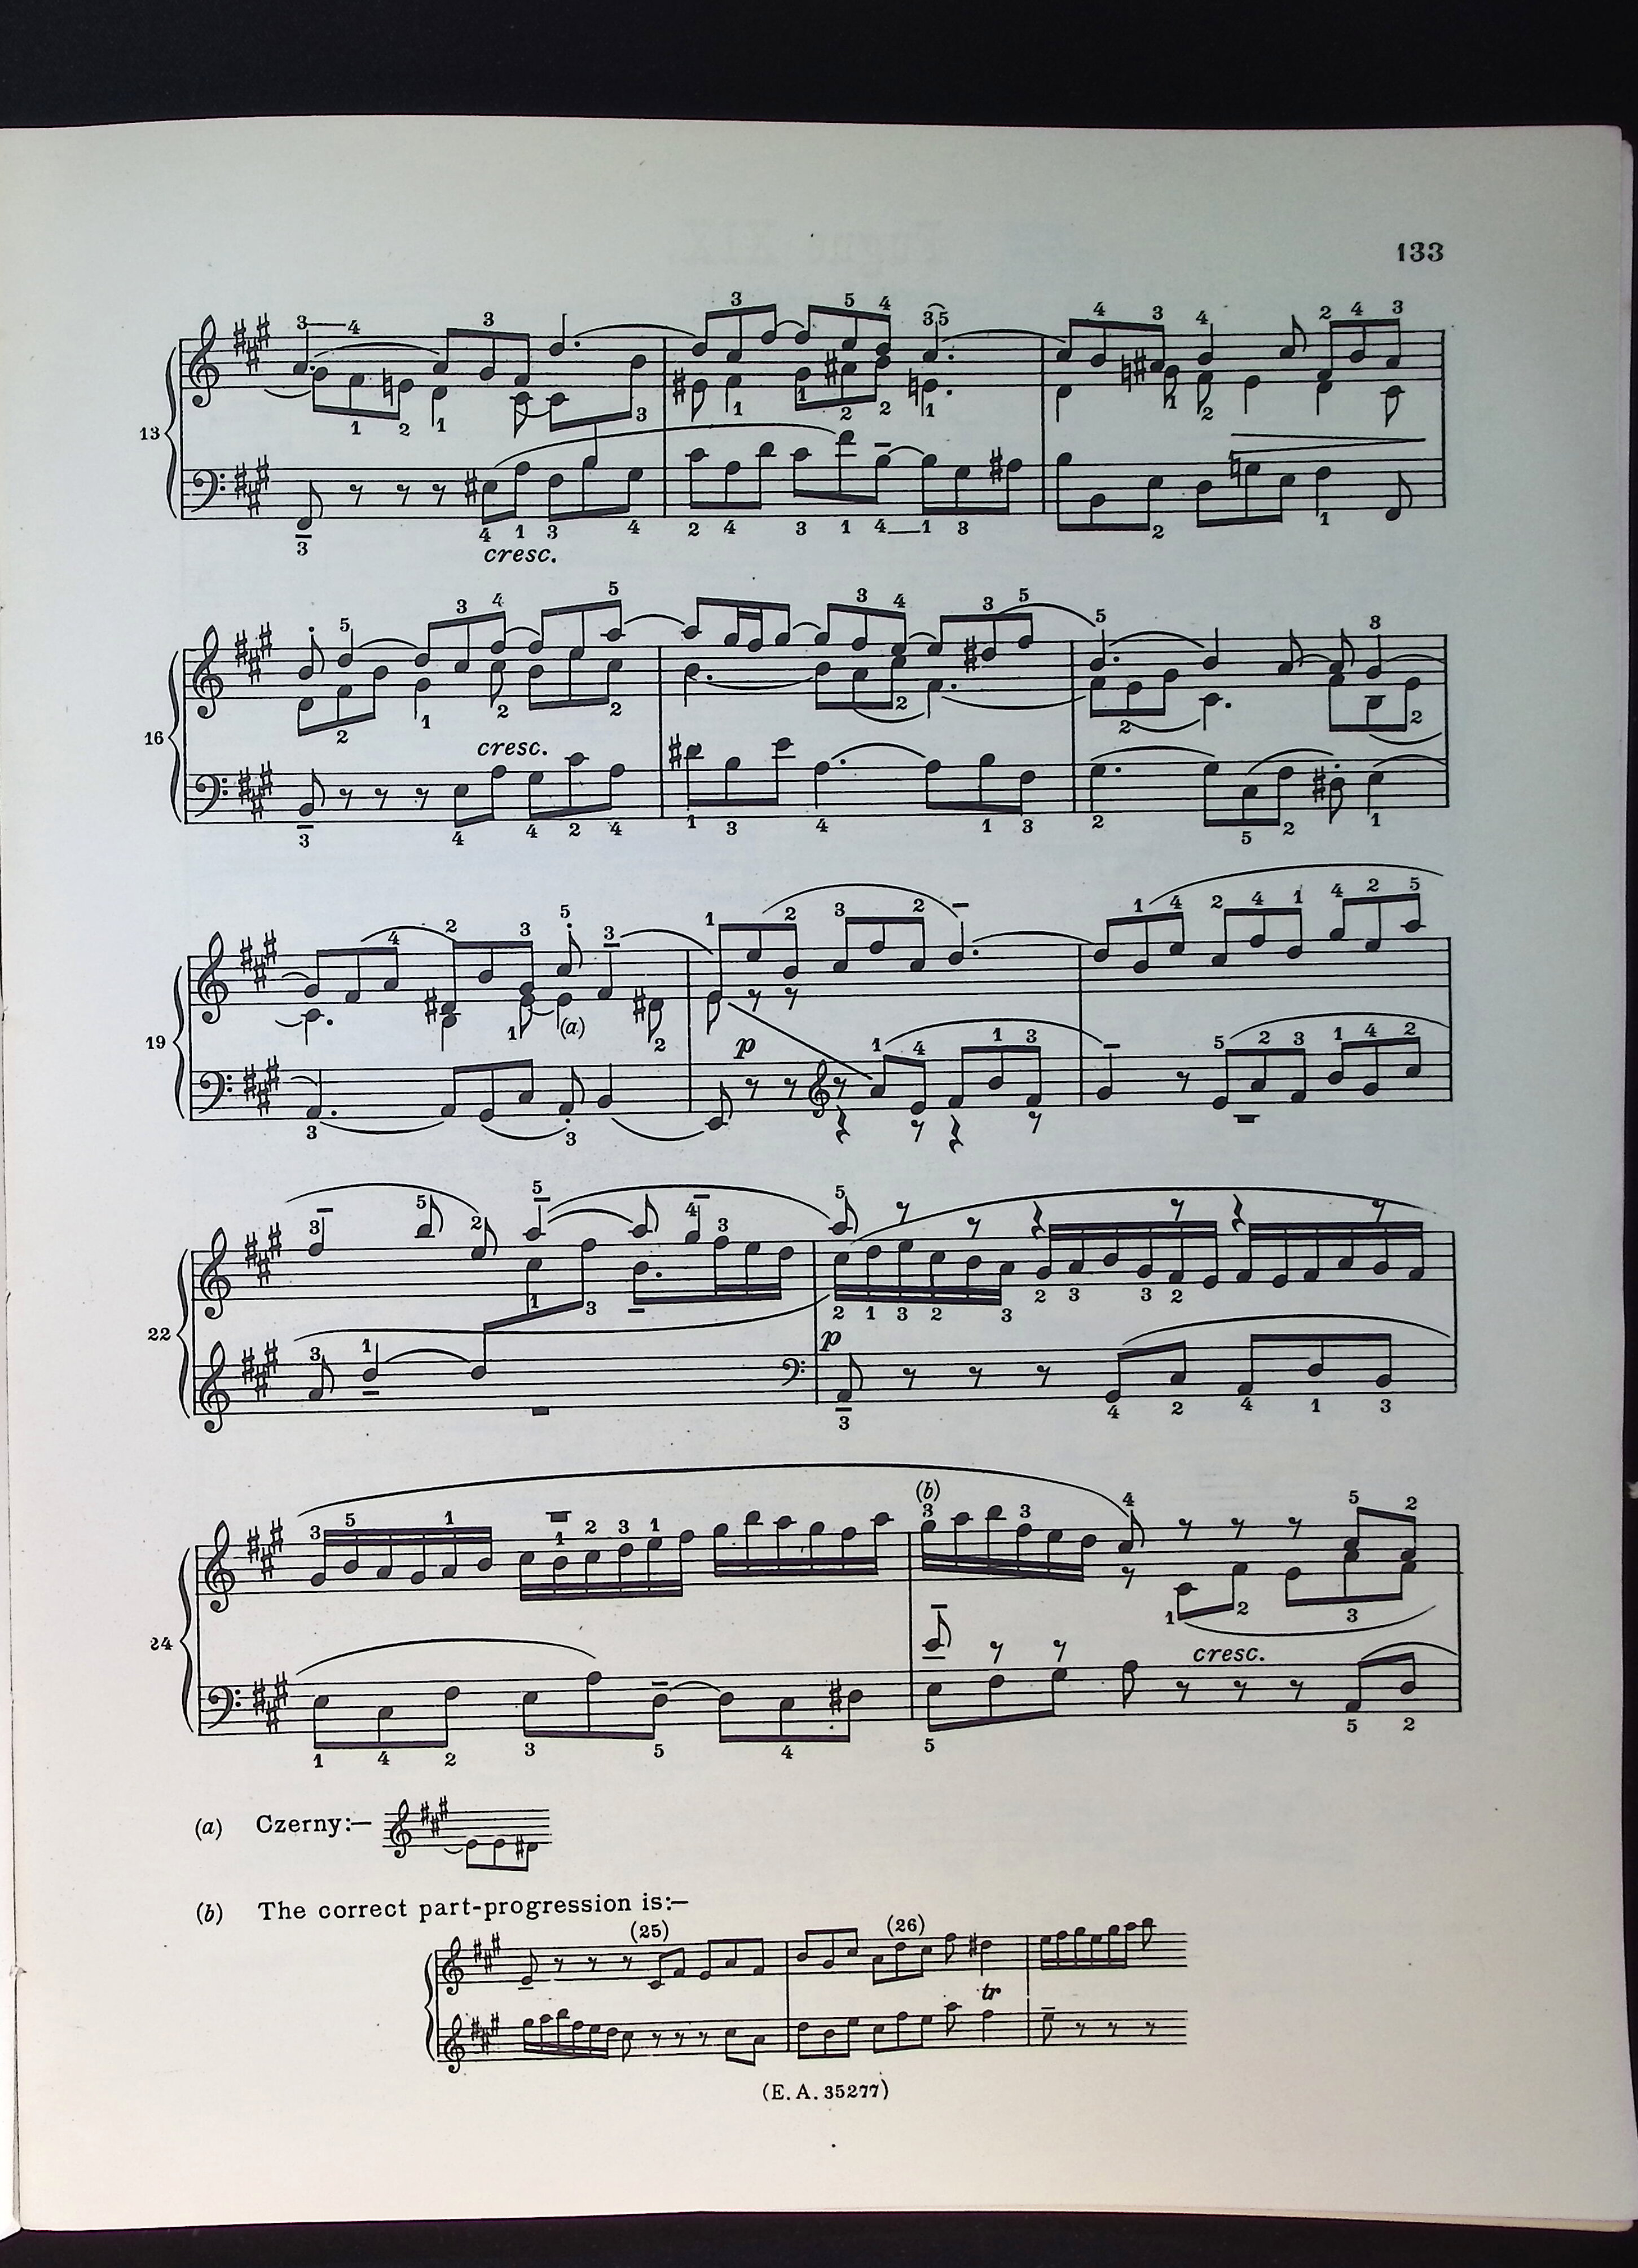 133
13
cresc.
16
cresc.
19
(a)
p
22
p
24
(b)
cresc.
(a) Czerny:—
(b) The correct part-progression is:—
(25) (26)
tr
(E. A. 35277)